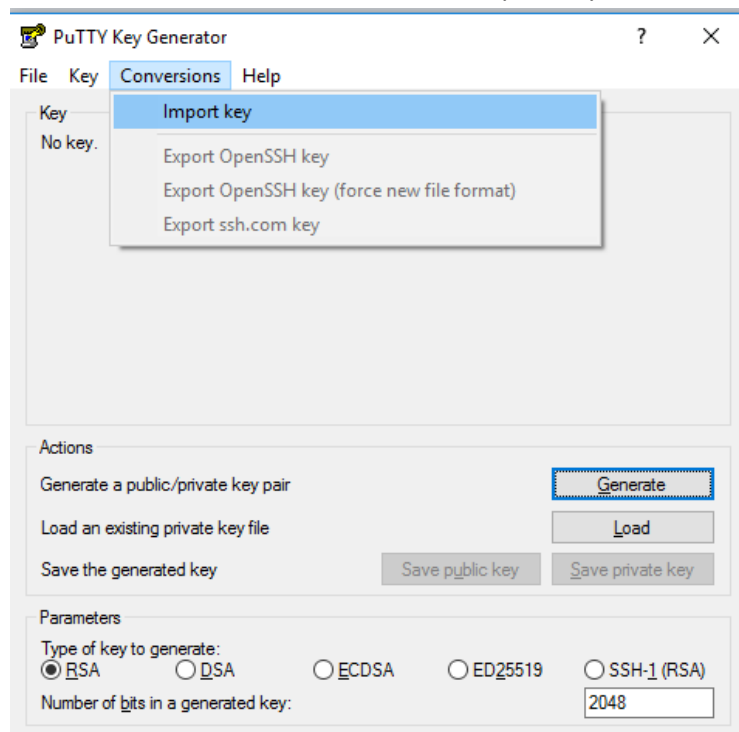 PuTTY Key Generator ? ×
File Key Conversions Help
Key
No key.
Import key
Export OpenSSH key
Export OpenSSH key (force new file format)
Export ssh.com key
Actions
Generate a public/private key pair Generate
Load an existing private key file Load
Save the generated key Save public key Save private key
Parameters
Type of key to generate:
RSA DSA ECDSA ED25519 SSH-1 (RSA)
Number of bits in a generated key: 2048